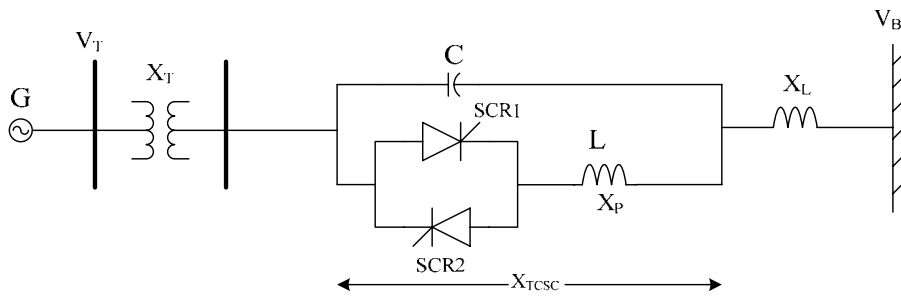 V_B
V_T
C
X_T
X_L
SCR1
G
L
X_P
SCR2
X_TCSC